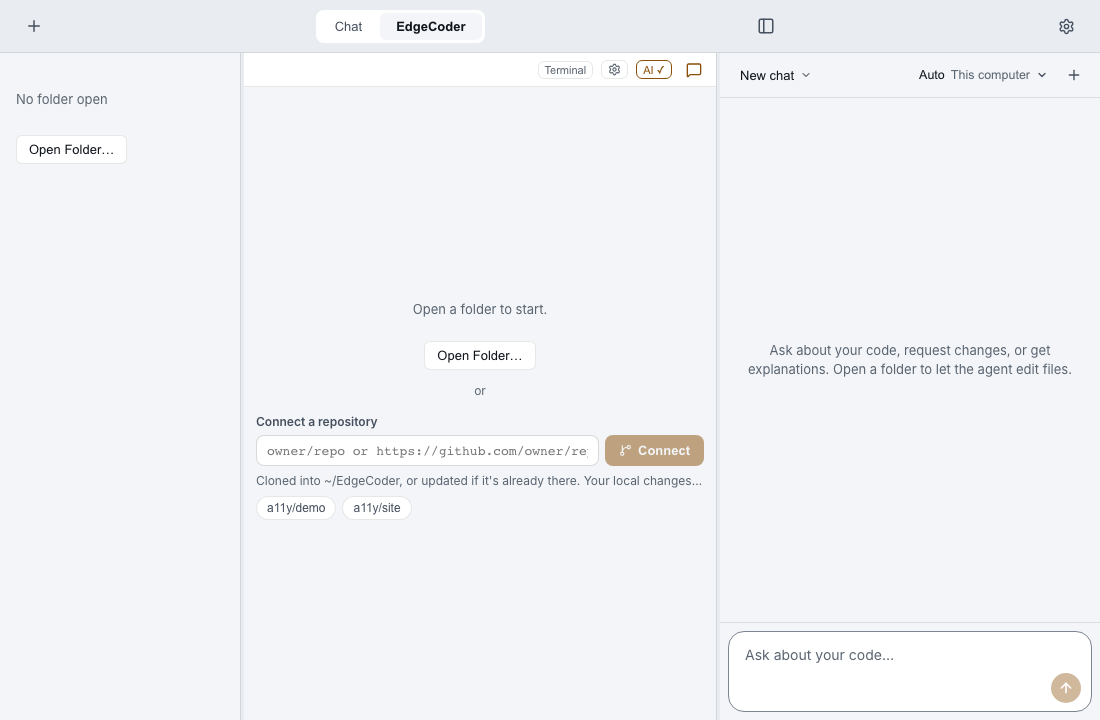 Chat
EdgeCoder
No folder open
Open Folder…
Terminal
AI ✓
Open a folder to start.
Open Folder…
or
Connect a repository
owner/repo or https://github.com/owner/re
Connect
Cloned into ~/EdgeCoder, or updated if it's already there. Your local changes…
a11y/demo
a11y/site
New chat
Auto This computer
Ask about your code, request changes, or get
explanations. Open a folder to let the agent edit files.
Ask about your code…